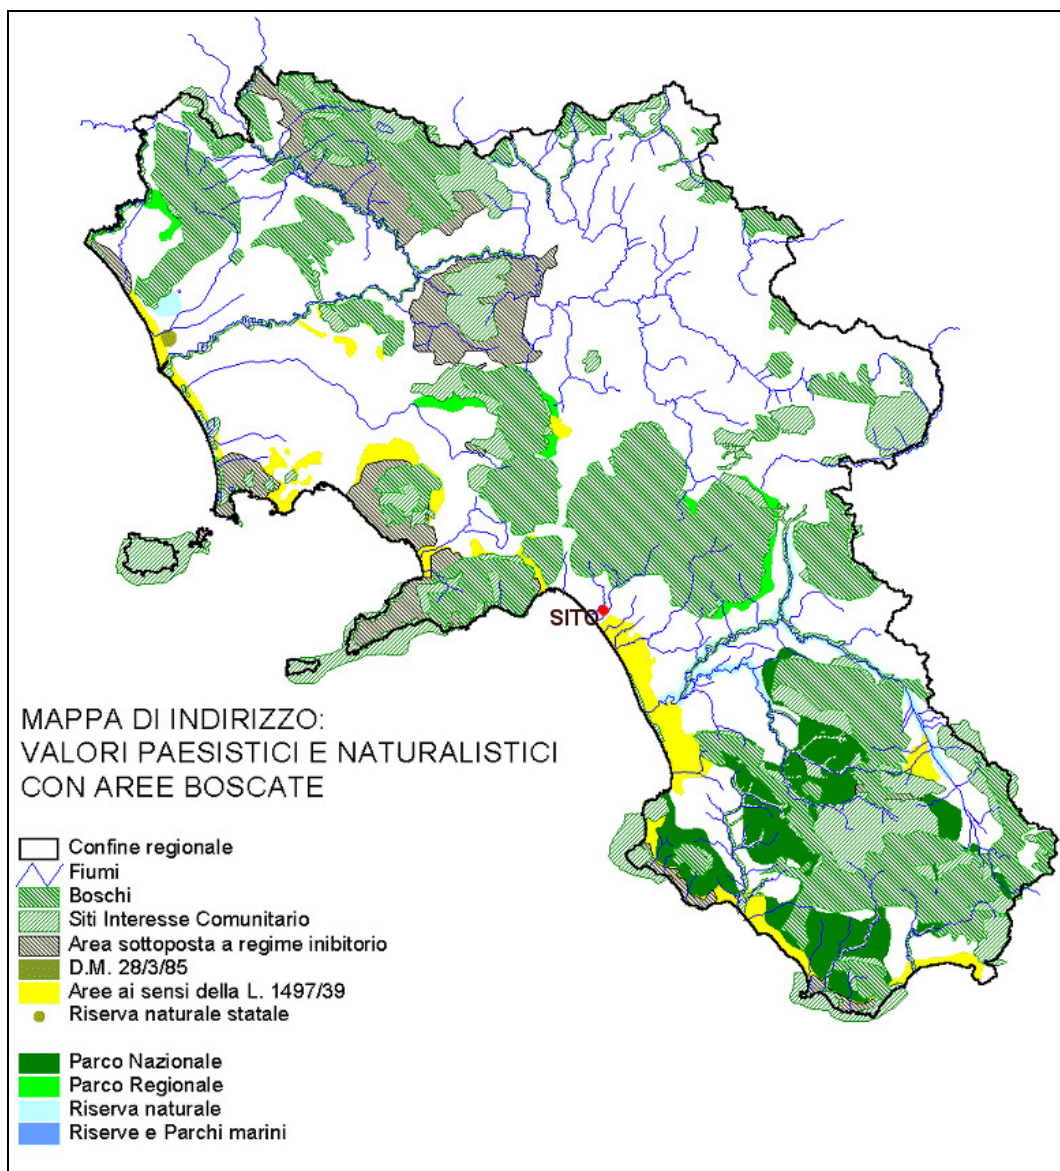 SITO
MAPPA DI INDIRIZZO:
VALORI PAESISTICI E NATURALISTICI
CON AREE BOSCATE
Confine regionale
Fiumi
Boschi
Siti Interesse Comunitario
Area sottoposta a regime inibitorio
D.M. 28/3/85
Aree ai sensi della L. 1497/39
Riserva naturale statale
Parco Nazionale
Parco Regionale
Riserva naturale
Riserve e Parchi marini